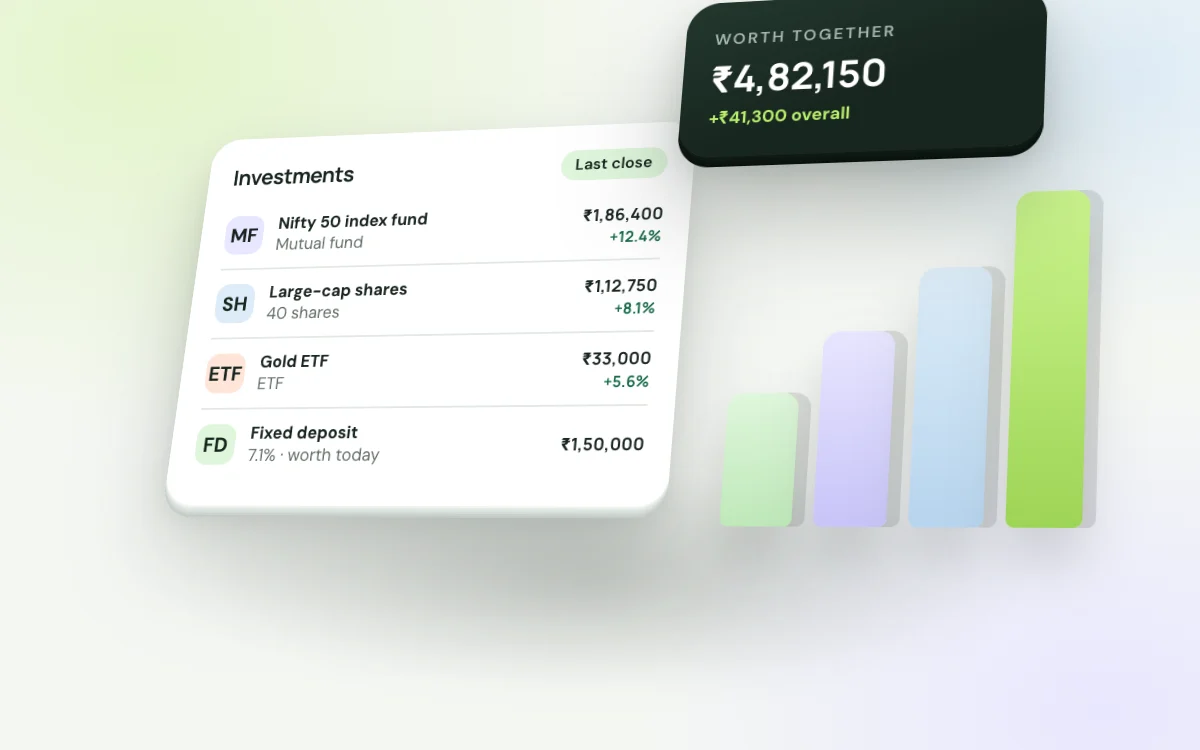 WORTH TOGETHER
₹4,82,150
+₹41,300 overall
Investments
Last close
MF
Nifty 50 index fund
Mutual fund
₹1,86,400
+12.4%
SH
Large-cap shares
40 shares
₹1,12,750
+8.1%
ETF
Gold ETF
ETF
₹33,000
+5.6%
FD
Fixed deposit
7.1% · worth today
₹1,50,000